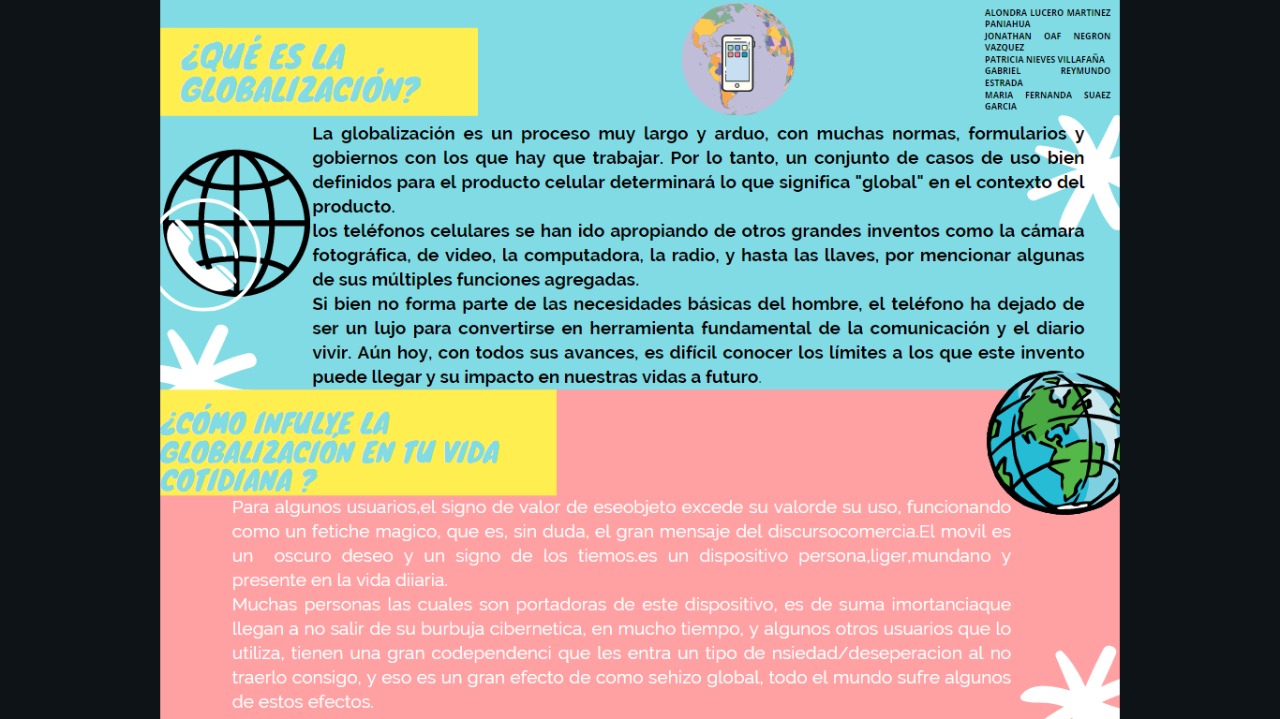 ALONDRA LUCERO MARTINEZ
PANIAHUA
JONATHAN OAF NEGRON
VAZQUEZ
PATRICIA NIEVES VILLAFAÑA
GABRIEL REYMUNDO
ESTRADA
MARIA FERNANDA SUAEZ
GARCIA
¿QUÉ ES LA
GLOBALIZACIÓN?
La globalización es un proceso muy largo y arduo, con muchas normas, formularios y
gobiernos con los que hay que trabajar. Por lo tanto, un conjunto de casos de uso bien
definidos para el producto celular determinará lo que significa "global" en el contexto del
producto.
los teléfonos celulares se han ido apropiando de otros grandes inventos como la cámara
fotográfica, de video, la computadora, la radio, y hasta las llaves, por mencionar algunas
de sus múltiples funciones agregadas.
Si bien no forma parte de las necesidades básicas del hombre, el teléfono ha dejado de
ser un lujo para convertirse en herramienta fundamental de la comunicación y el diario
vivir. Aún hoy, con todos sus avances, es difícil conocer los límites a los que este invento
puede llegar y su impacto en nuestras vidas a futuro.
¿CÓMO INFULYE LA
GLOBALIZACIÓN EN TU VIDA
COTIDIANA ?
Para algunos usuarios,el signo de valor de eseobjeto excede su valorde su uso, funcionando
como un fetiche magico, que es, sin duda, el gran mensaje del discursocomercia.El movil es
un oscuro deseo y un signo de los tiemos.es un dispositivo persona,liger,mundano y
presente en la vida diiaria.
Muchas personas las cuales son portadoras de este dispositivo, es de suma imortanciaque
llegan a no salir de su burbuja cibernetica, en mucho tiempo, y algunos otros usuarios que lo
utiliza, tienen una gran codependenci que les entra un tipo de nsiedad/deseperacion al no
traerlo consigo, y eso es un gran efecto de como sehizo global, todo el mundo sufre algunos
de estos efectos.